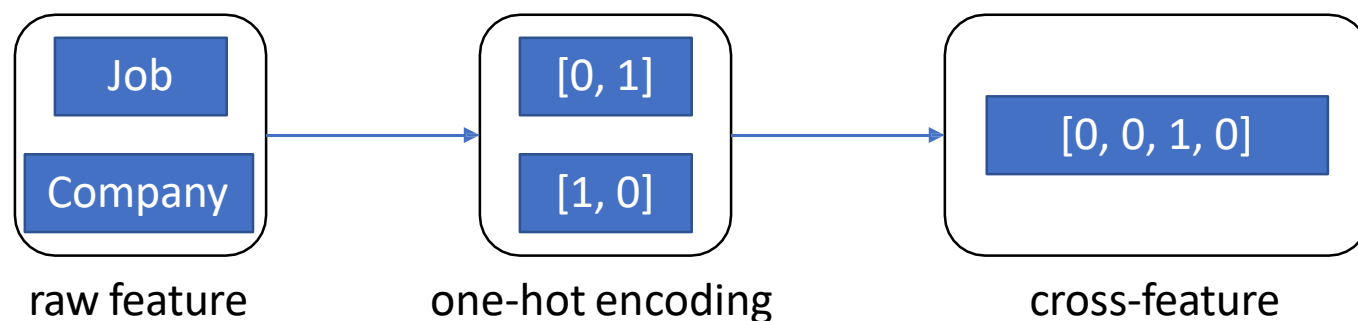 Job
Company
raw feature
[0, 1]
[1, 0]
one-hot encoding
[0, 0, 1, 0]
cross-feature